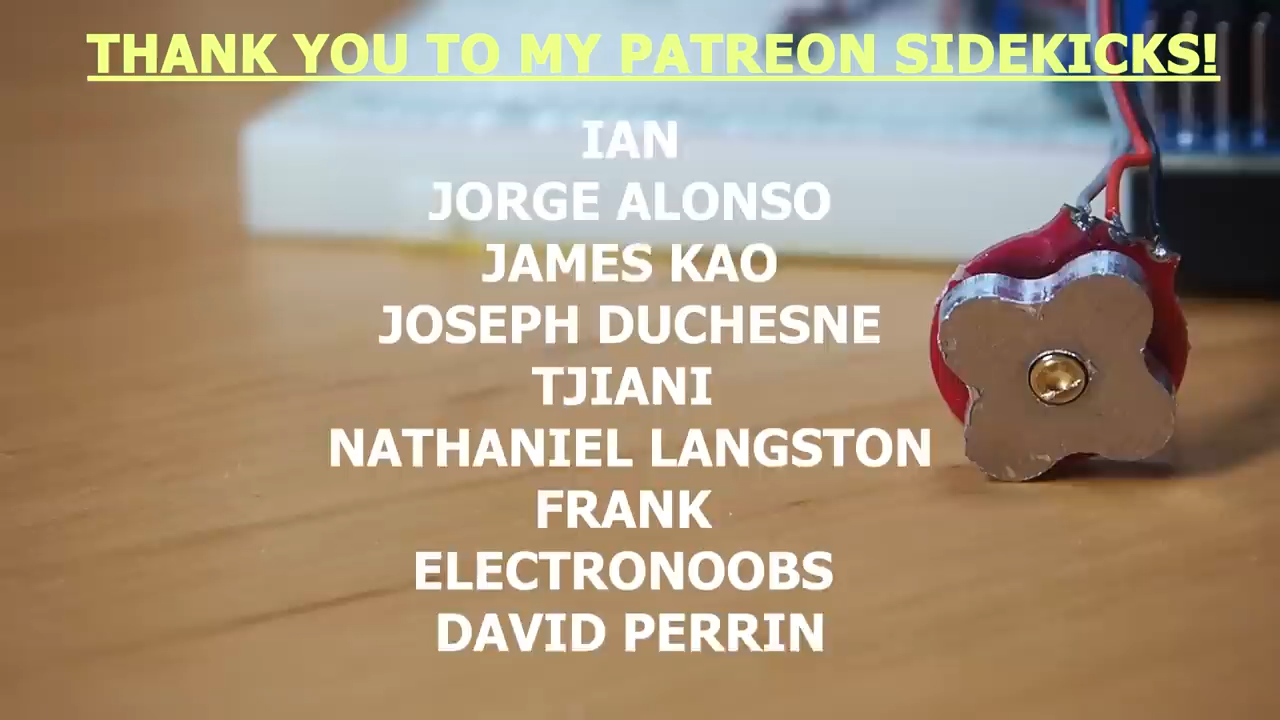 THANK YOU TO MY PATREON SIDEKICKS!
IAN
JORGE ALONSO
JAMES KAO
JOSEPH DUCHESNE
TJIANI
NATHANIEL LANGSTON
FRANK
ELECTRONOOBS
DAVID PERRIN